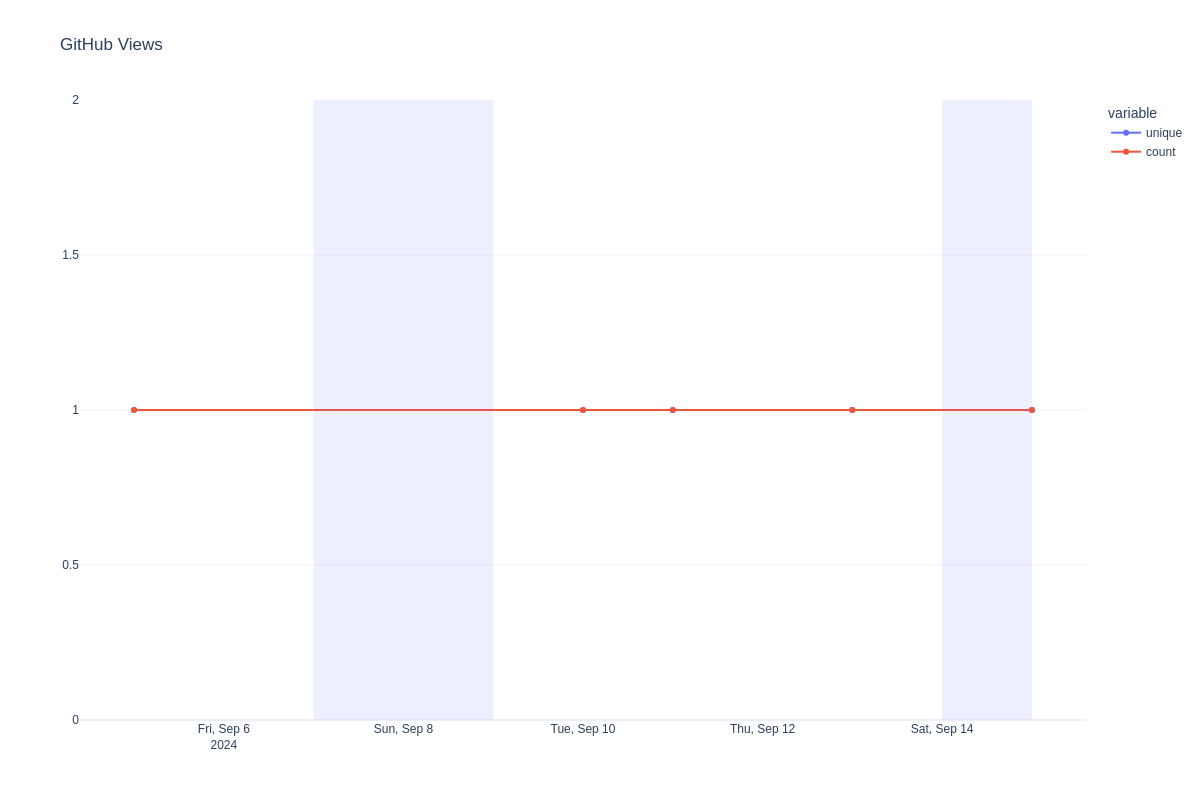 GitHub Views
2
1.5
1
0.5
0
Fri, Sep 6
2024
Sun, Sep 8
Tue, Sep 10
Thu, Sep 12
Sat, Sep 14
variable
unique
count